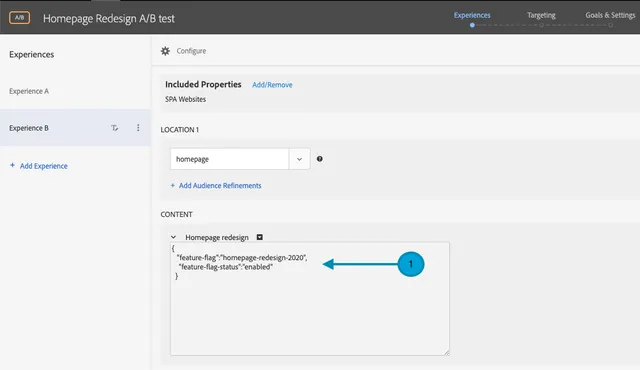 A/B Homepage Redesign A/B test
Experiences Targeting Goals & Settings
Experiences
Configure
Included Properties Add/Remove
SPA Websites
Experience A
Experience B
+ Add Experience
LOCATION 1
homepage
+ Add Audience Refinements
CONTENT
Homepage redesign
{
"feature-flag":"homepage-redesign-2020",
"feature-flag-status":"enabled"
}
1